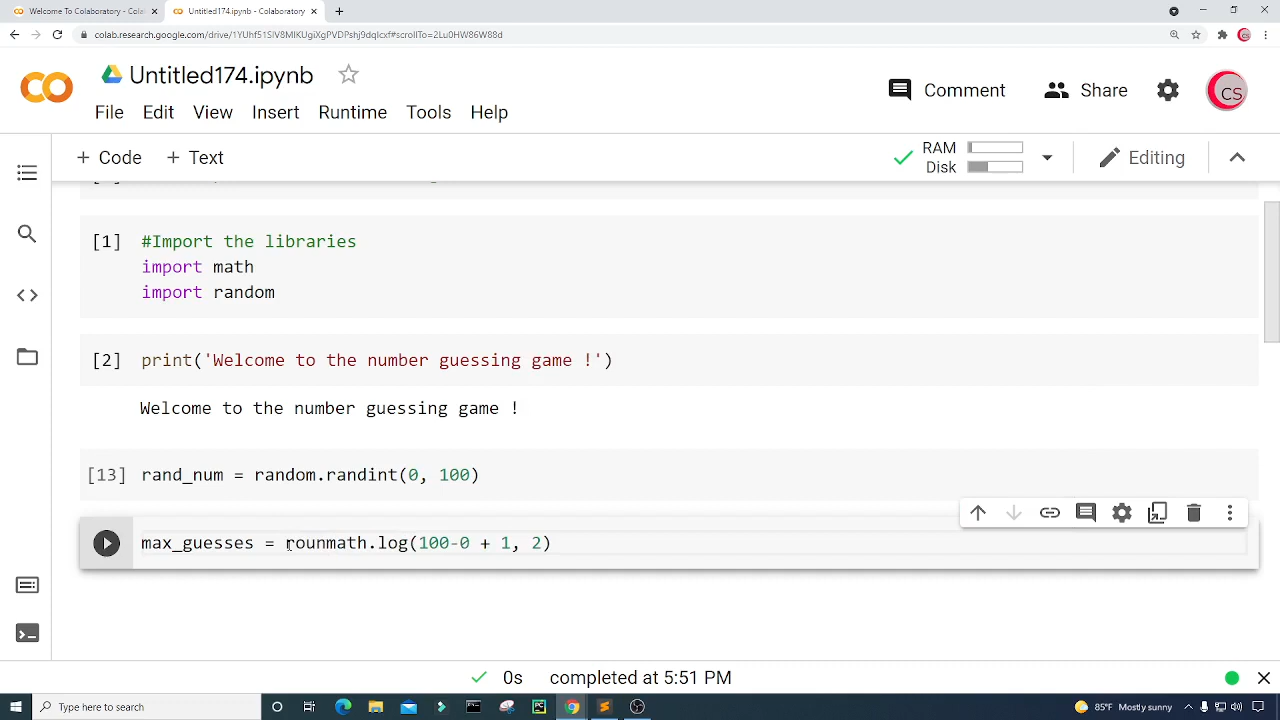 Welcome To Colaboratory - Colal
Untitled174.ipynb - Colaboratory
colab.research.google.com/drive/1YUhf51SIV8MIKUgiXgPVDPshj9dqIcxf#scrollTo=2Lu0HW86W88d
Untitled174.ipynb
Comment
Share
CS
File Edit View Insert Runtime Tools Help
+ Code + Text
RAM
Disk
Editing
[1] #Import the libraries
import math
import random
[2] print('Welcome to the number guessing game !')
Welcome to the number guessing game !
[13] rand_num = random.randint(0, 100)
max_guesses = rounmath.log(100-0 + 1, 2)
0s completed at 5:51 PM
Type here to search
85°F Mostly sunny